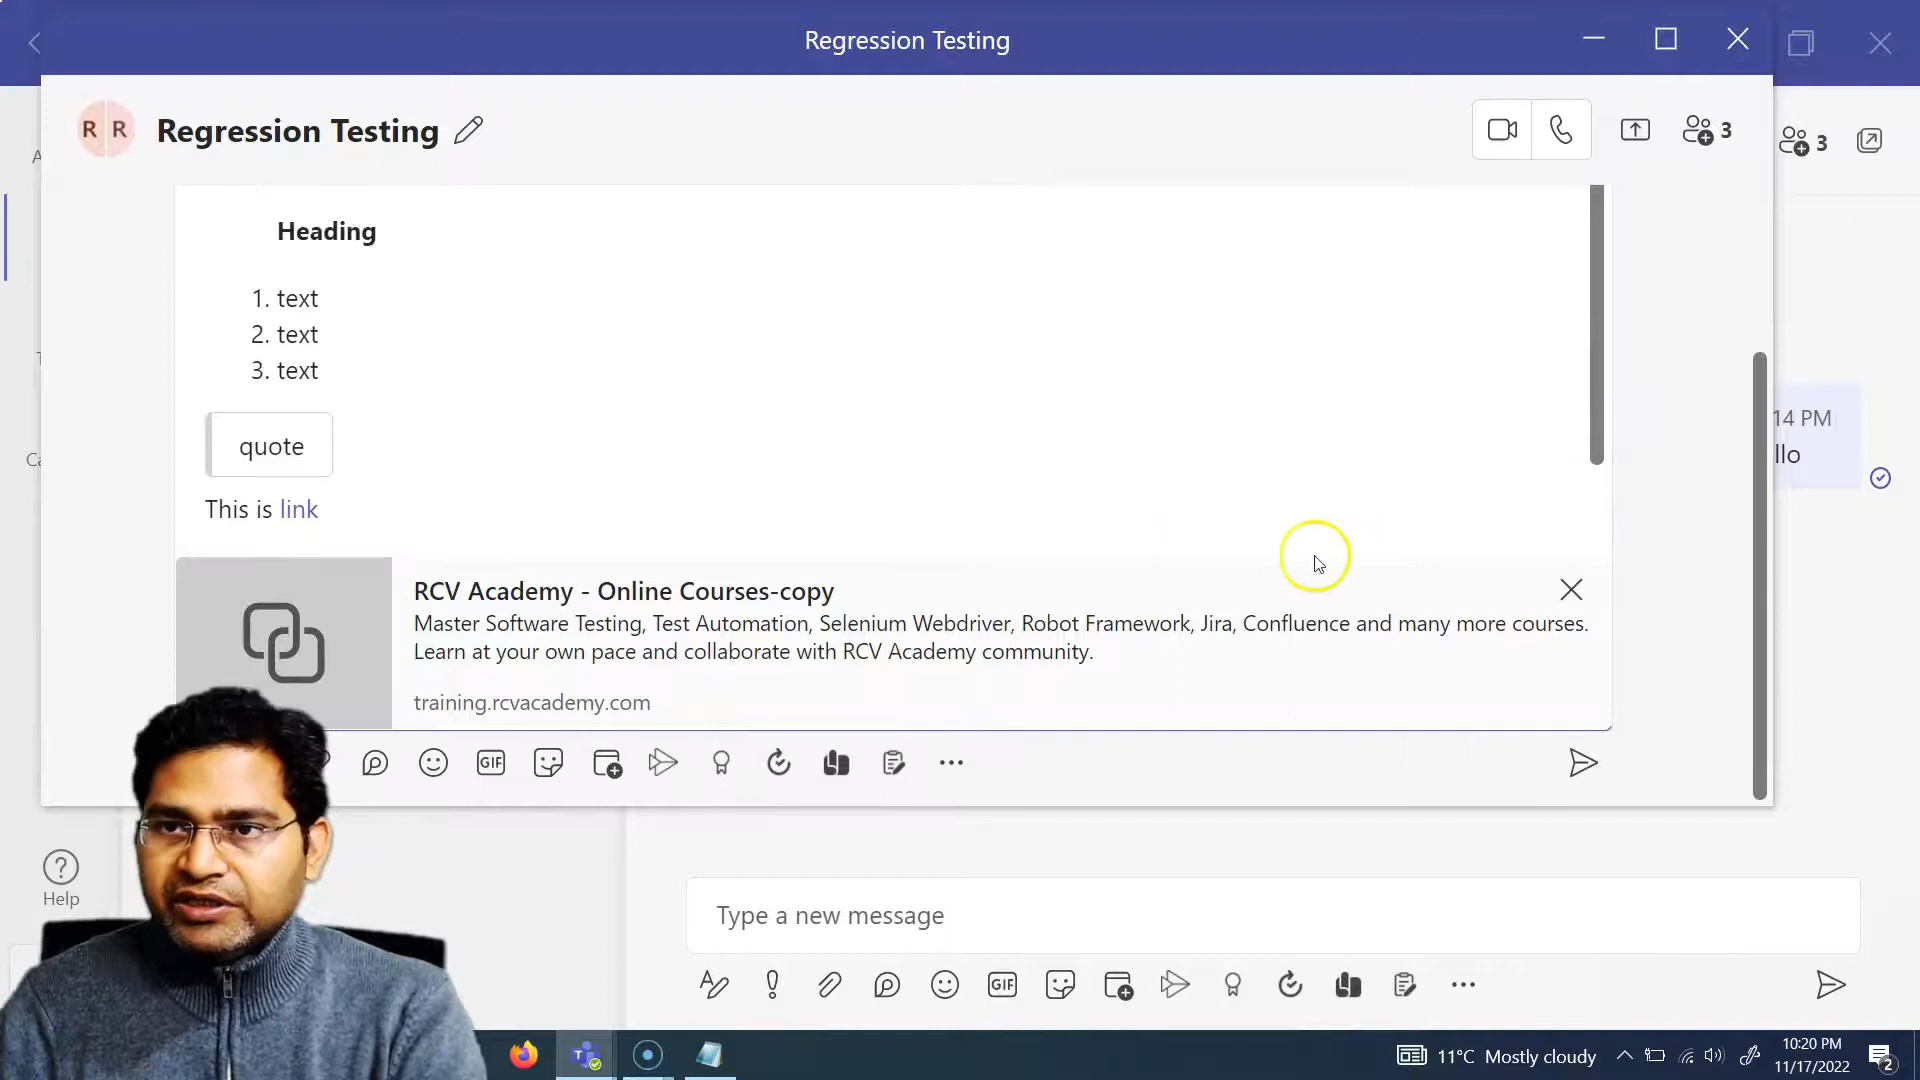 Regression Testing
R R Regression Testing
3
3
Heading
1. text
2. text
3. text
quote
This is link
14 PM
llo
RCV Academy - Online Courses-copy
Master Software Testing, Test Automation, Selenium Webdriver, Robot Framework, Jira, Confluence and many more courses.
Learn at your own pace and collaborate with RCV Academy community.
training.rcvacademy.com
GIF
Help
Type a new message
GIF
11°C Mostly cloudy
10:20 PM
11/17/2022
2